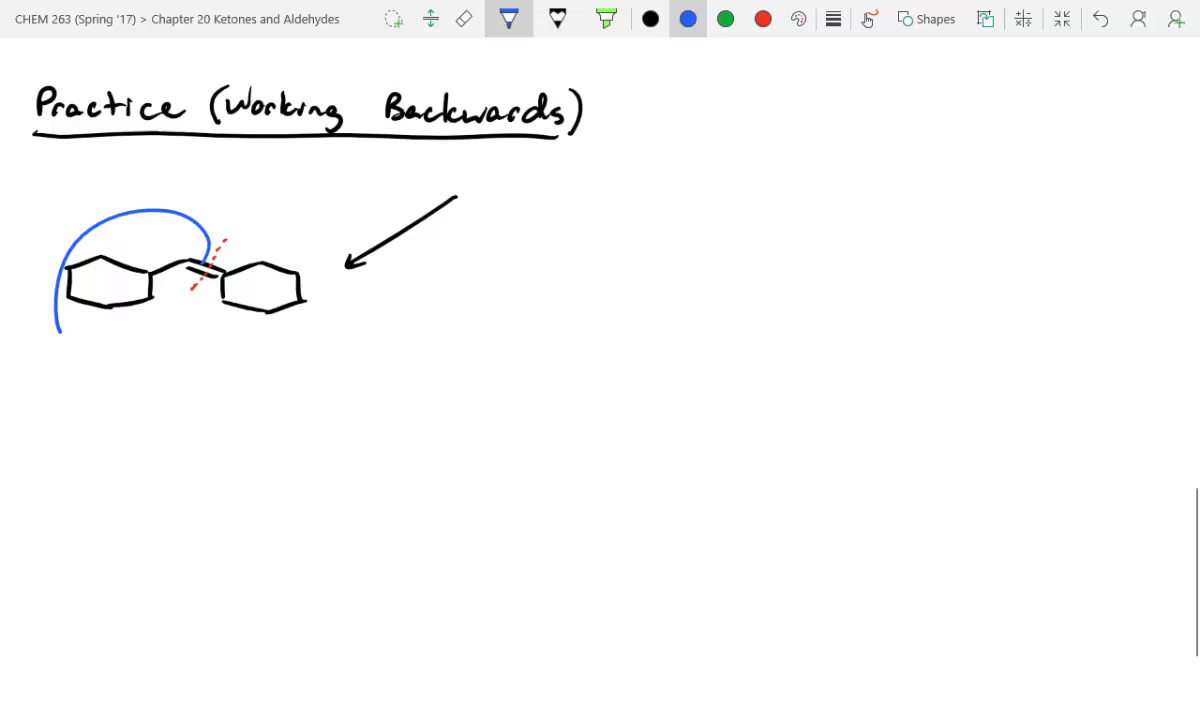 CHEM 263 (Spring '17) > Chapter 20 Ketones and Aldehydes
Shapes
Practice (Working Backwards)